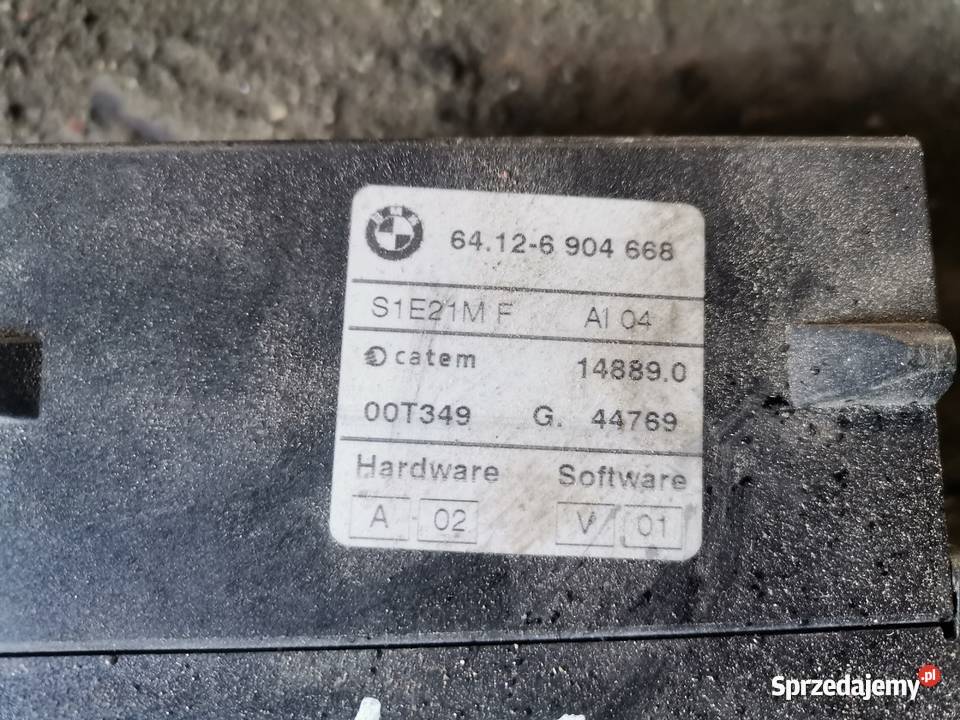 BMW
64.12-6 904 668
S1E21M F AI 04
catem 14889.0
00T349 G. 44769
Hardware Software
A 02 V 01
Sprzedajemy.pl